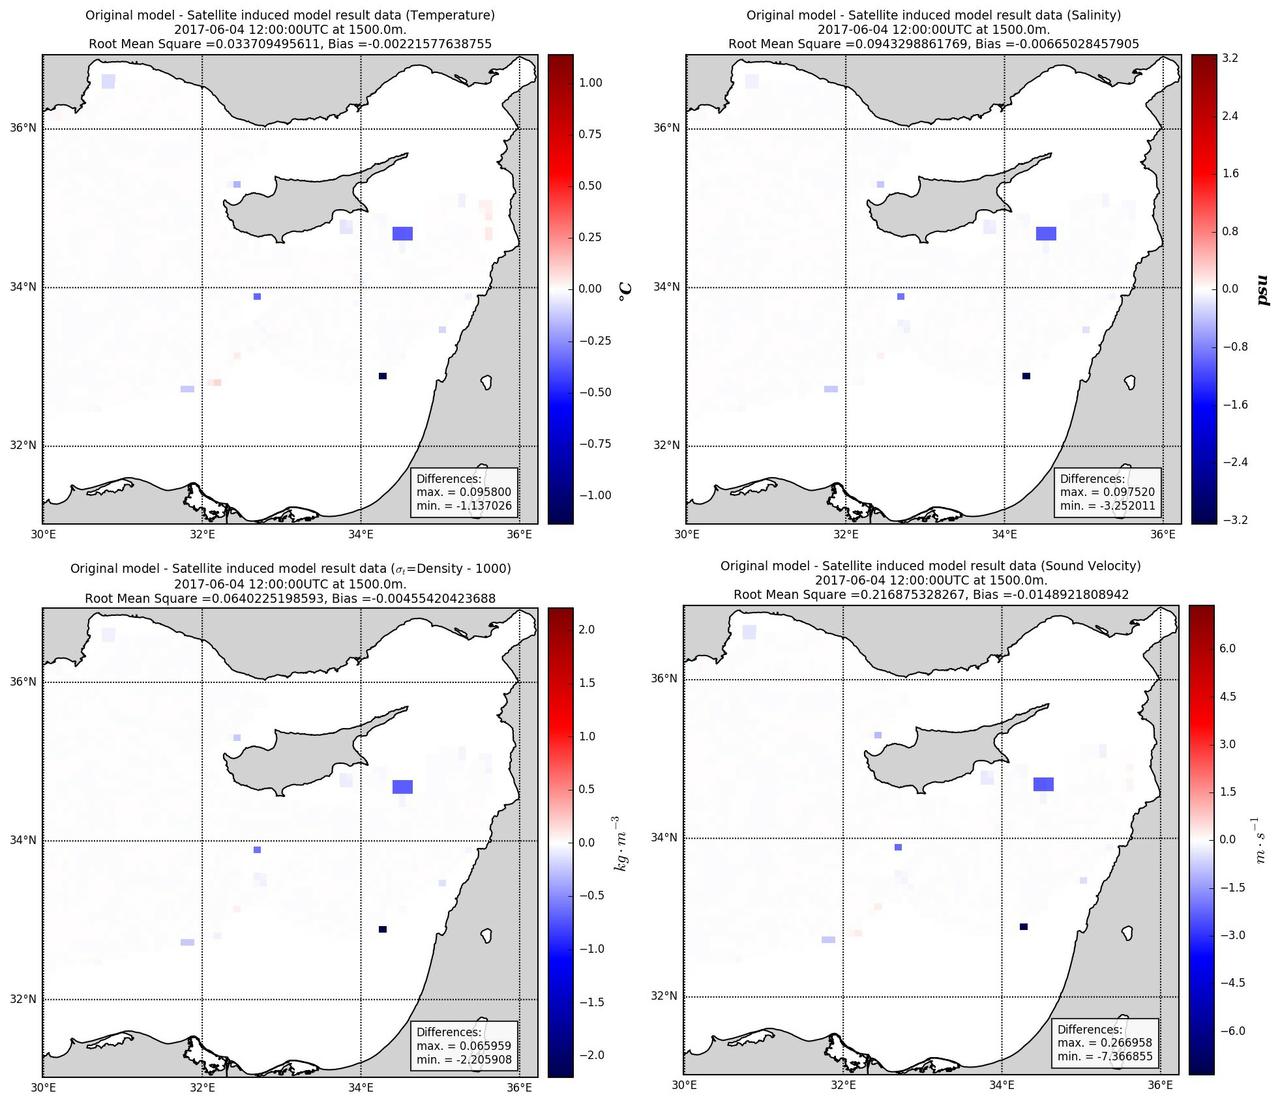 Original model - Satellite induced model result data (Temperature)
2017-06-04 12:00:00UTC at 1500.0m.
Root Mean Square =0.033709495611, Bias =-0.00221577638755
36°N
34°N
32°N
30°E 32°E 34°E 36°E
Differences:
max. = 0.095800
min. = -1.137026
1.00
0.75
0.50
0.25
0.00
−0.25
−0.50
−0.75
−1.00
°C
Original model - Satellite induced model result data (Salinity)
2017-06-04 12:00:00UTC at 1500.0m.
Root Mean Square =0.0943298861769, Bias =-0.00665028457905
36°N
34°N
32°N
30°E 32°E 34°E 36°E
Differences:
max. = 0.097520
min. = -3.252011
3.2
2.4
1.6
0.8
0.0
−0.8
−1.6
−2.4
−3.2
psu
Original model - Satellite induced model result data (σt=Density - 1000)
2017-06-04 12:00:00UTC at 1500.0m.
Root Mean Square =0.0640225198593, Bias =-0.00455420423688
36°N
34°N
32°N
30°E 32°E 34°E 36°E
Differences:
max. = 0.065959
min. = -2.205908
2.0
1.5
1.0
0.5
0.0
−0.5
−1.0
−1.5
−2.0
kg · m⁻³
Original model - Satellite induced model result data (Sound Velocity)
2017-06-04 12:00:00UTC at 1500.0m.
Root Mean Square =0.216875328267, Bias =-0.0148921808942
36°N
34°N
32°N
30°E 32°E 34°E 36°E
Differences:
max. = 0.266958
min. = -7.366855
6.0
4.5
3.0
1.5
0.0
−1.5
−3.0
−4.5
−6.0
m · s⁻¹